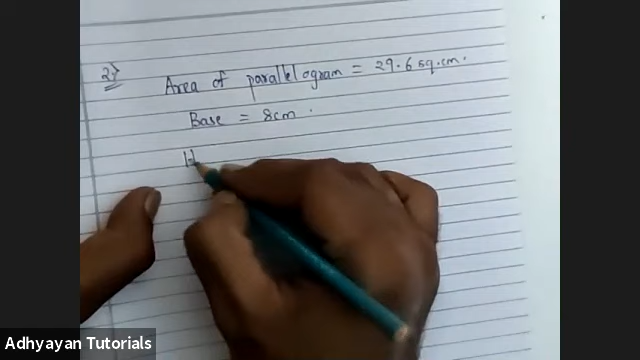 2)
Area of parallelogram = 29.6 sq.cm.
Base = 8cm.
H
Adhyayan Tutorials